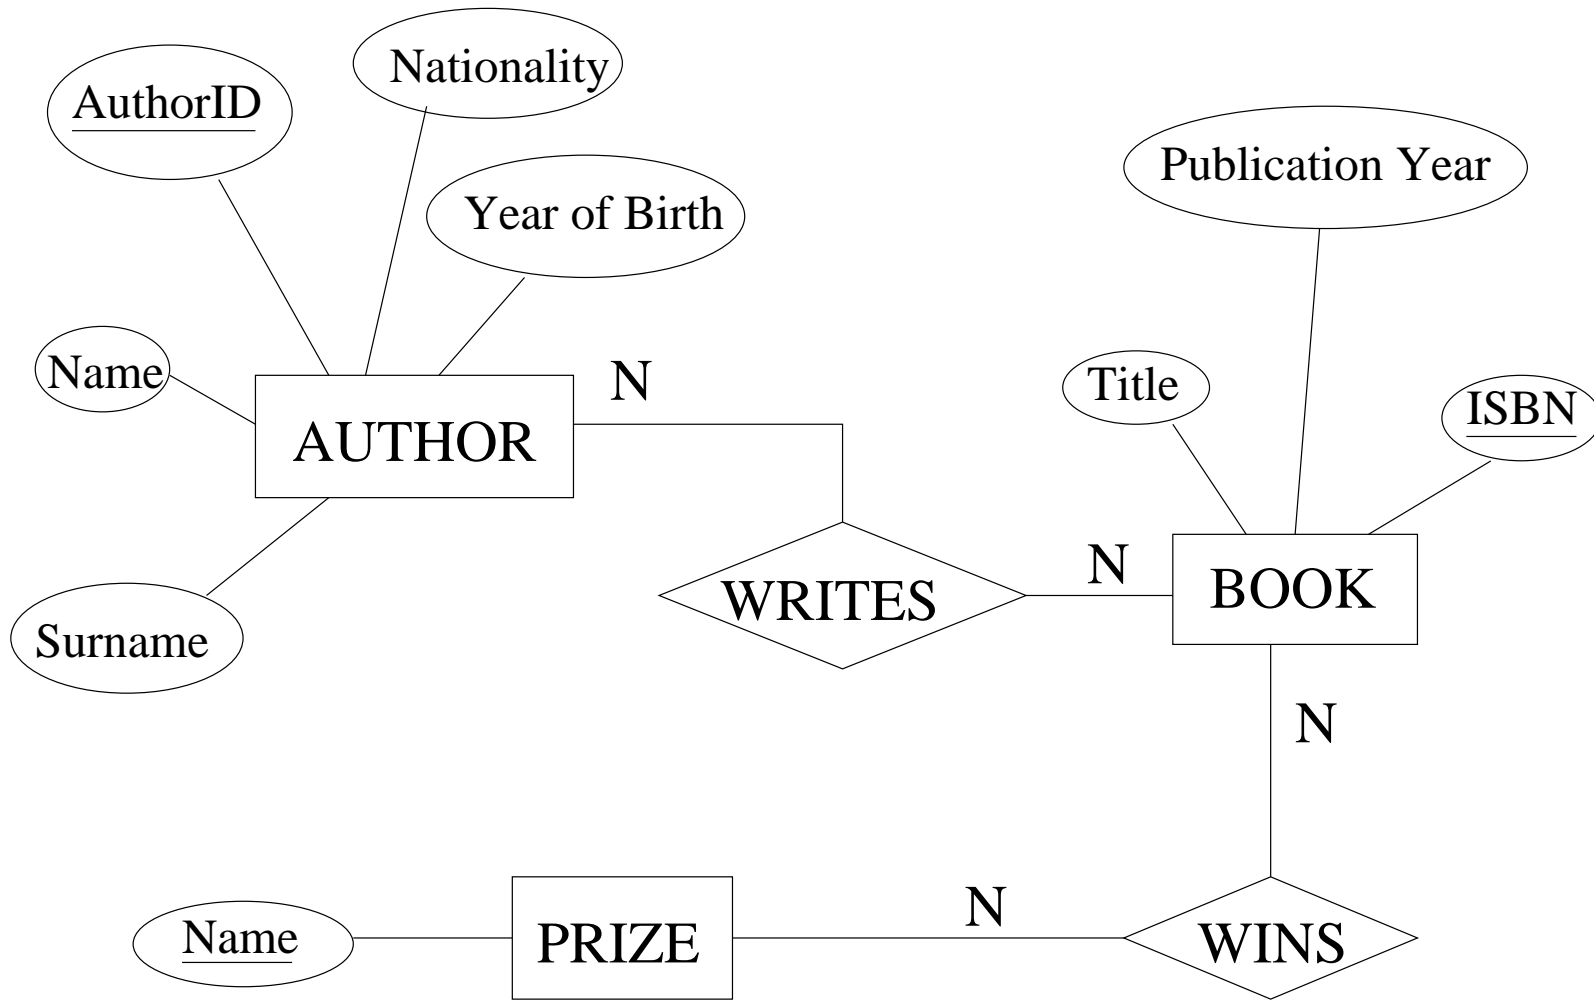 Nationality
AuthorID
Publication Year
Year of Birth
Name
N
Title
ISBN
AUTHOR
N
WRITES
BOOK
Surname
N
N
Name
PRIZE
WINS